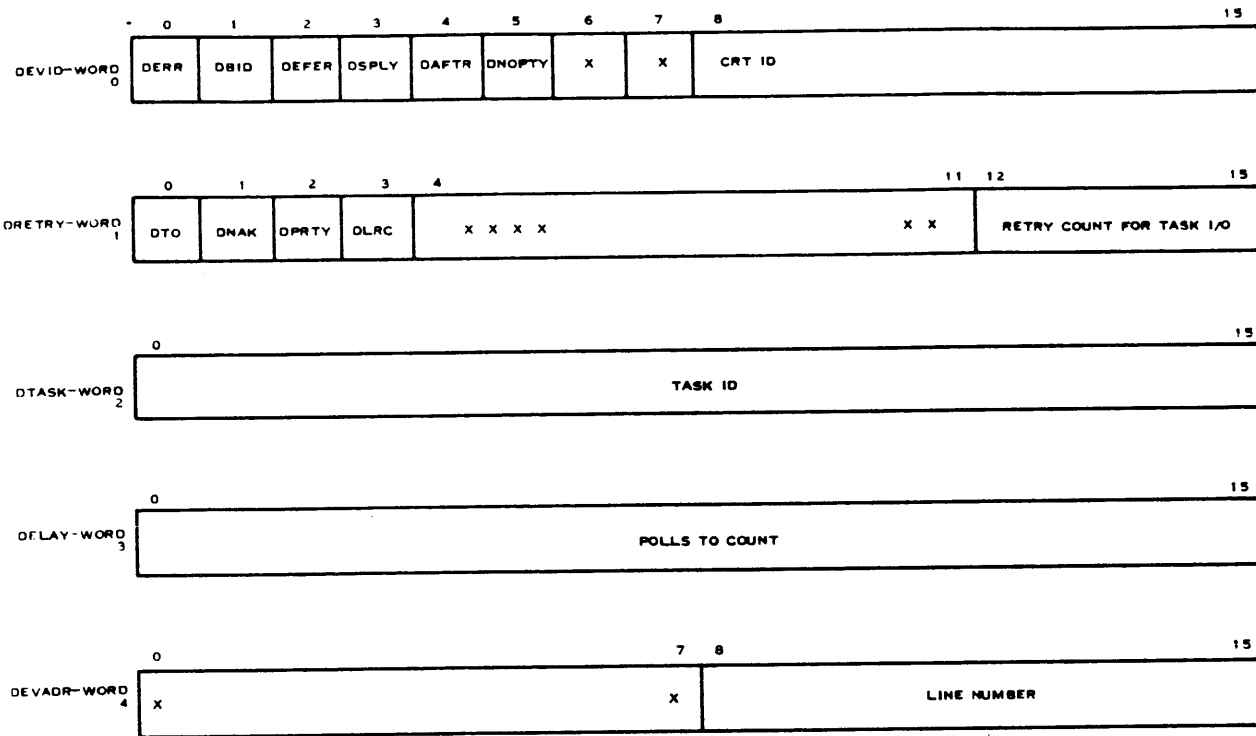 0 1 2 3 4 5 6 7 8 15
DEVID-WORD 0 DERR DBID DEFER DSPLY DAFTR DNOPTY X X CRT ID
0 1 2 3 4 11 12 15
DRETRY-WORD 1 DTO DNAK DPRTY DLRC X X X X X X RETRY COUNT FOR TASK I/O
0 15
DTASK-WORD 2 TASK ID
0 15
DELAY-WORD 3 POLLS TO COUNT
0 7 8 15
DEVADR-WORD 4 X X LINE NUMBER